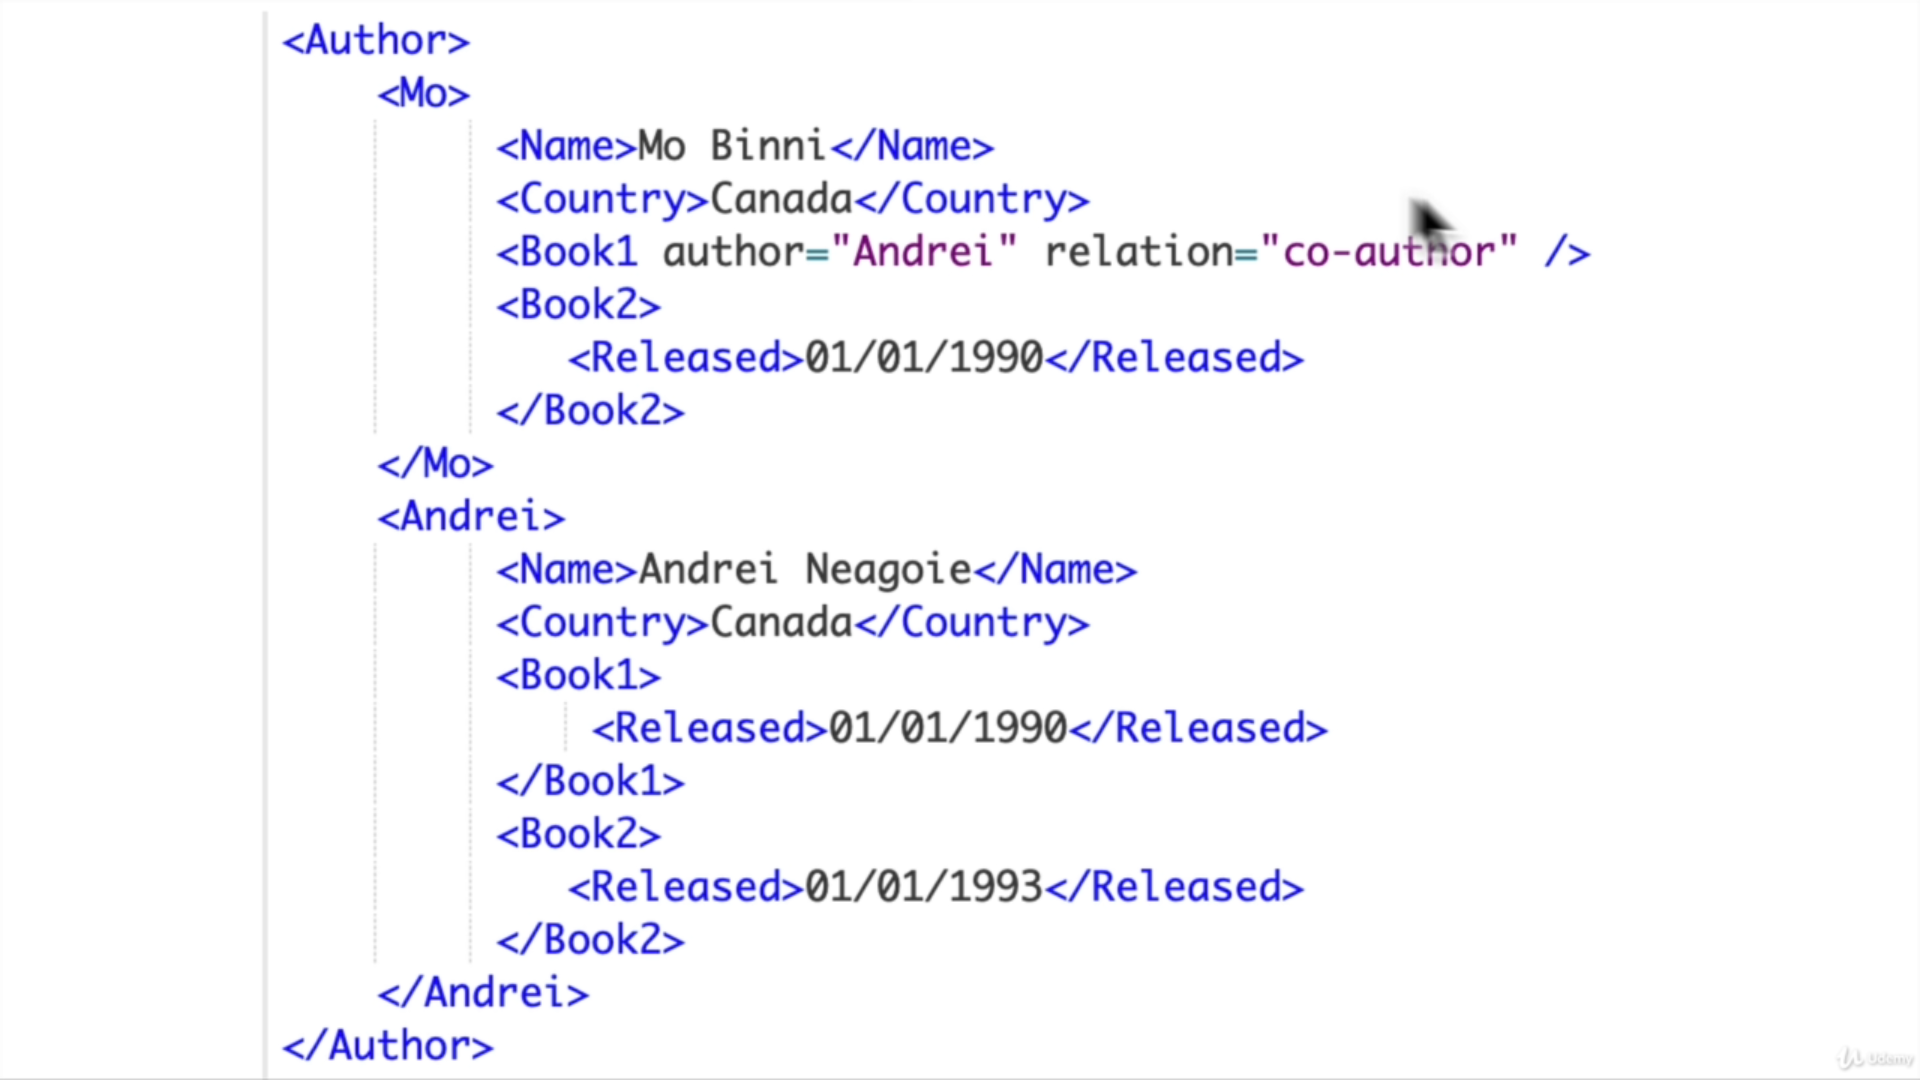 <Author>
<Mo>
<Name>Mo Binni</Name>
<Country>Canada</Country>
<Book1 author="Andrei" relation="co-author" />
<Book2>
<Released>01/01/1990</Released>
</Book2>
</Mo>
<Andrei>
<Name>Andrei Neagoie</Name>
<Country>Canada</Country>
<Book1>
<Released>01/01/1990</Released>
</Book1>
<Book2>
<Released>01/01/1993</Released>
</Book2>
</Andrei>
</Author>
Udemy